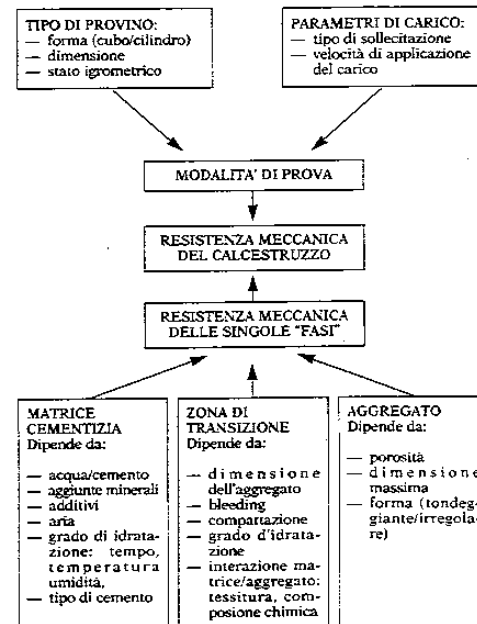 TIPO DI PROVINO:
— forma (cubo/cilindro)
— dimensione
— stato igrometrico
PARAMETRI DI CARICO:
— tipo di sollecitazione
— velocità di applicazione
del carico
MODALITA' DI PROVA
RESISTENZA MECCANICA
DEL CALCESTRUZZO
RESISTENZA MECCANICA
DELLE SINGOLE "FASI"
MATRICE
CEMENTIZIA
Dipende da:
— acqua/cemento
— aggiunte minerali
— additivi
— aria
— grado di idrata-
zione: tempo,
temperatura
umidità,
— tipo di cemento
ZONA DI
TRANSIZIONE
Dipende da:
— dimensione
dell'aggregato
— bleeding
— compattazione
— grado d'idrata-
zione
— interazione ma-
trice/aggregato:
tessitura, com-
posione chimica
AGGREGATO
Dipende da:
— porosità
— dimensione
massima
— forma (tondeg-
giante/irregola-
re)